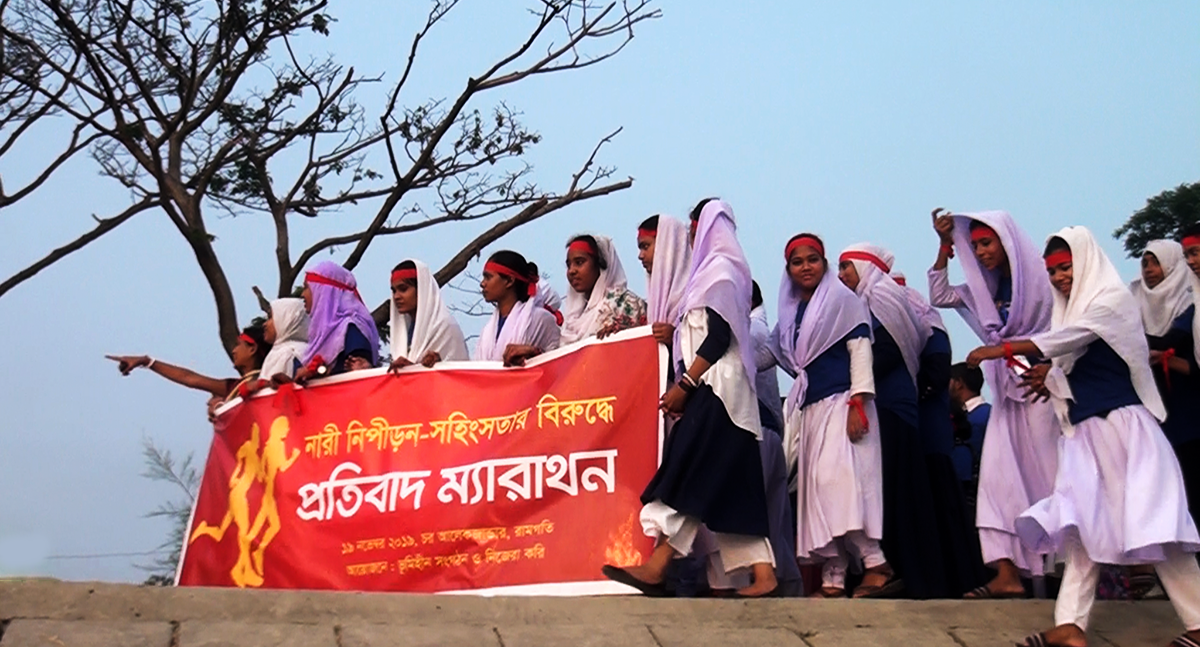 নারী নিপীড়ন-সহিংসতার বিরুদ্ধে
প্রতিবাদ ম্যারাথন
১৯ নভেম্বর ২০১৯, চর আলেকজান্ডার, রামগতি
আয়োজনে : ভূমিহীন সংগঠন ও নিজেরা করি